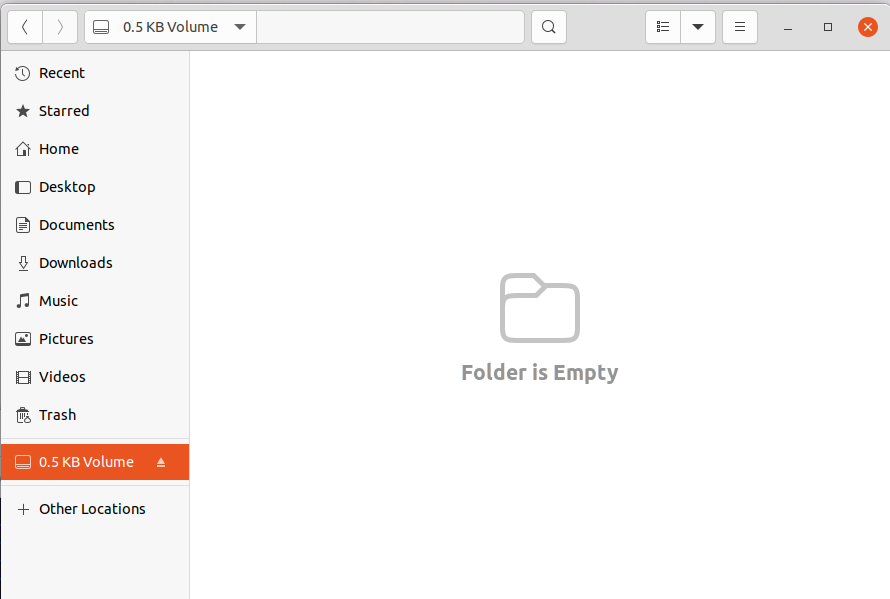 0.5 KB Volume
Recent
Starred
Home
Desktop
Documents
Downloads
Music
Pictures
Videos
Trash
0.5 KB Volume
Other Locations
Folder is Empty